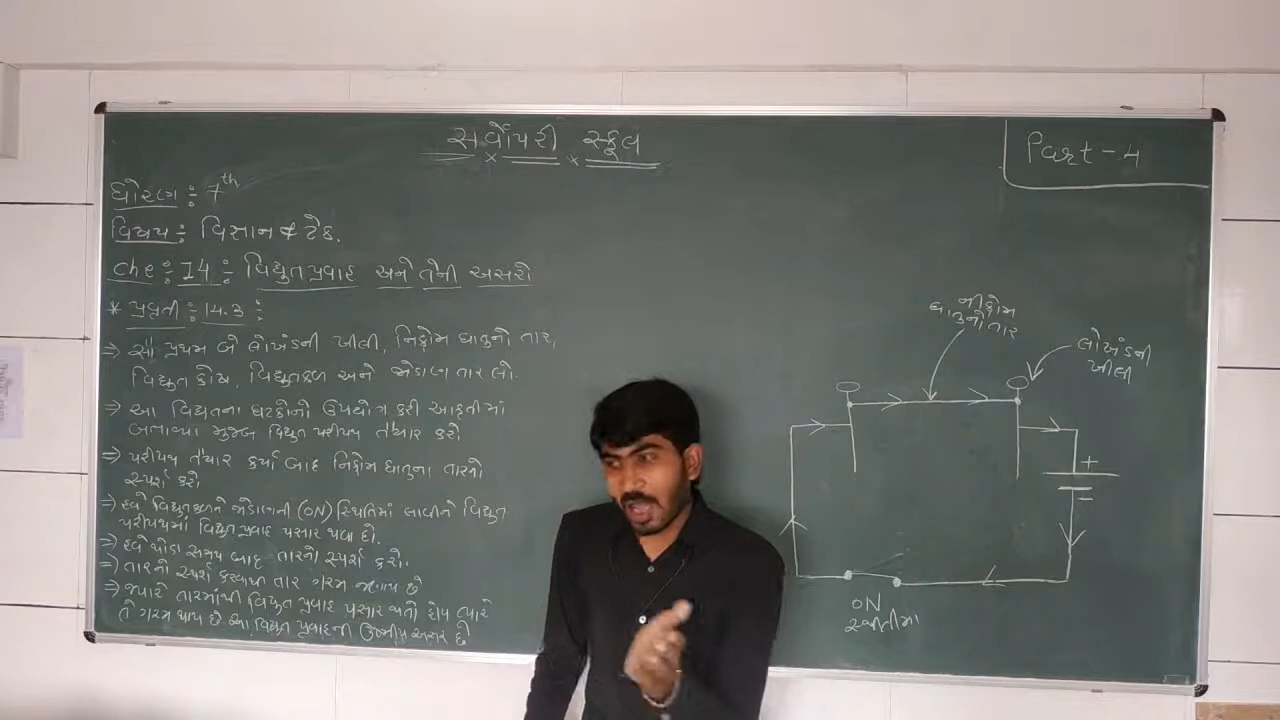 સર્વોપરી સ્કૂલ
Part-4
ધોરણ : 7th
વિષય : વિજ્ઞાન & ટેક.
che : 14 : વિદ્યુતપ્રવાહ અને તેની અસરો
* પ્રવૃતી : 14.3 :
⇒ સૌ પ્રથમ બે લોખંડની ખીલી, નિક્રોમ ધાતુનો તાર,
વિદ્યુત કોષ, વિદ્યુતકળ અને જોડાણ તાર લો.
⇒ આ વિદ્યુતના ઘટકોનો ઉપયોગ કરી આકૃતીમાં
બતાવ્યા મુજબ વિદ્યુત પરીપથ તૈયાર કરો
⇒ પરીપથ તૈયાર કર્યા બાદ નિક્રોમ ધાતુના તારનો
સ્પર્શ કરો
⇒ હવે વિદ્યુતકળને જોડાણની (ON) સ્થિતિમાં લાવીને વિદ્યુત
પરીપથમાં વિદ્યુતપ્રવાહ પસાર થવા દો.
⇒ હવે થોડા સમય બાદ તારનો સ્પર્શ કરો.
⇒ તારનો સ્પર્શ કરવાથી તાર ગરમ જણાય છે
⇒ જ્યારે તારમાંથી વિદ્યુત પ્રવાહ પસાર થતો હોય ત્યારે
તે ગરમ થાય છે આ વિદ્યુત પ્રવાહની ઉષ્મીય અસર છે
નીક્રોમ
ધાતુનો તાર
લોખંડની
ખીલી
+
-
ON
સ્થીતીમાં